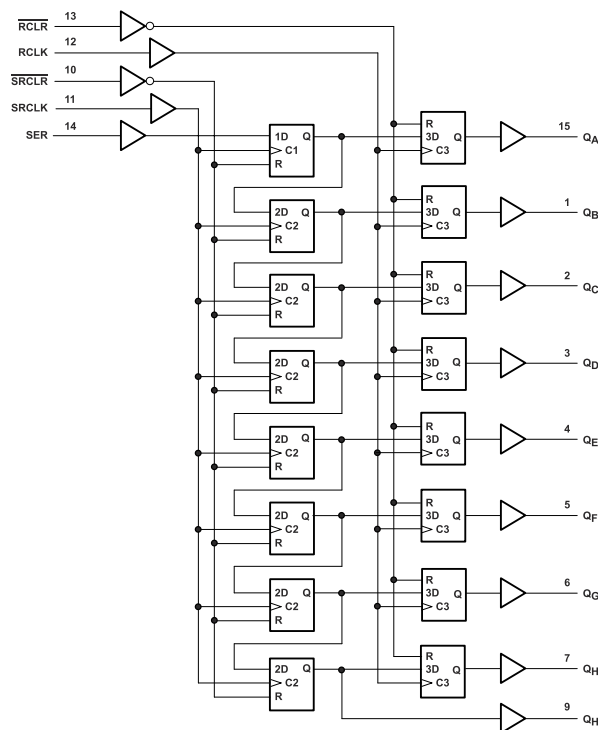 RCLR 13
RCLK 12
SRCLR 10
SRCLK 11
SER 14
1D Q
C1
R
R
3D Q
C3
15 QA
2D Q
C2
R
R
3D Q
C3
1 QB
2D Q
C2
R
R
3D Q
C3
2 QC
2D Q
C2
R
R
3D Q
C3
3 QD
2D Q
C2
R
R
3D Q
C3
4 QE
2D Q
C2
R
R
3D Q
C3
5 QF
2D Q
C2
R
R
3D Q
C3
6 QG
2D Q
C2
R
R
3D Q
C3
7 QH
9 QH